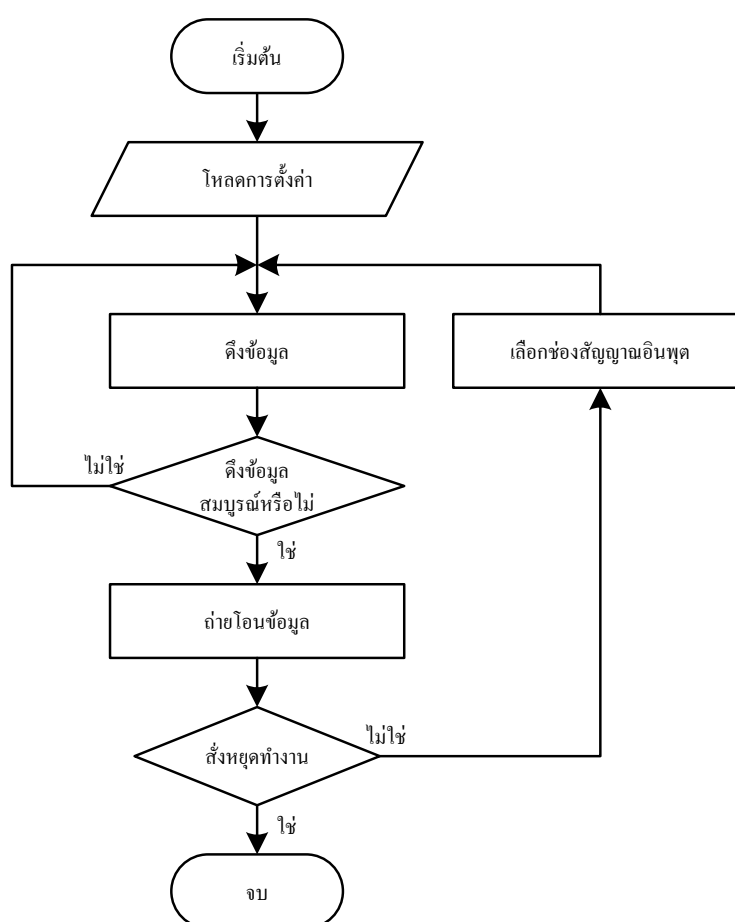 เริ่มต้น
โหลดการตั้งค่า
ดึงข้อมูล
เลือกช่องสัญญาณอินพุต
ไม่ใช่
ดึงข้อมูล
สมบูรณ์หรือไม่
ใช่
ถ่ายโอนข้อมูล
สั่งหยุดทำงาน
ไม่ใช่
ใช่
จบ